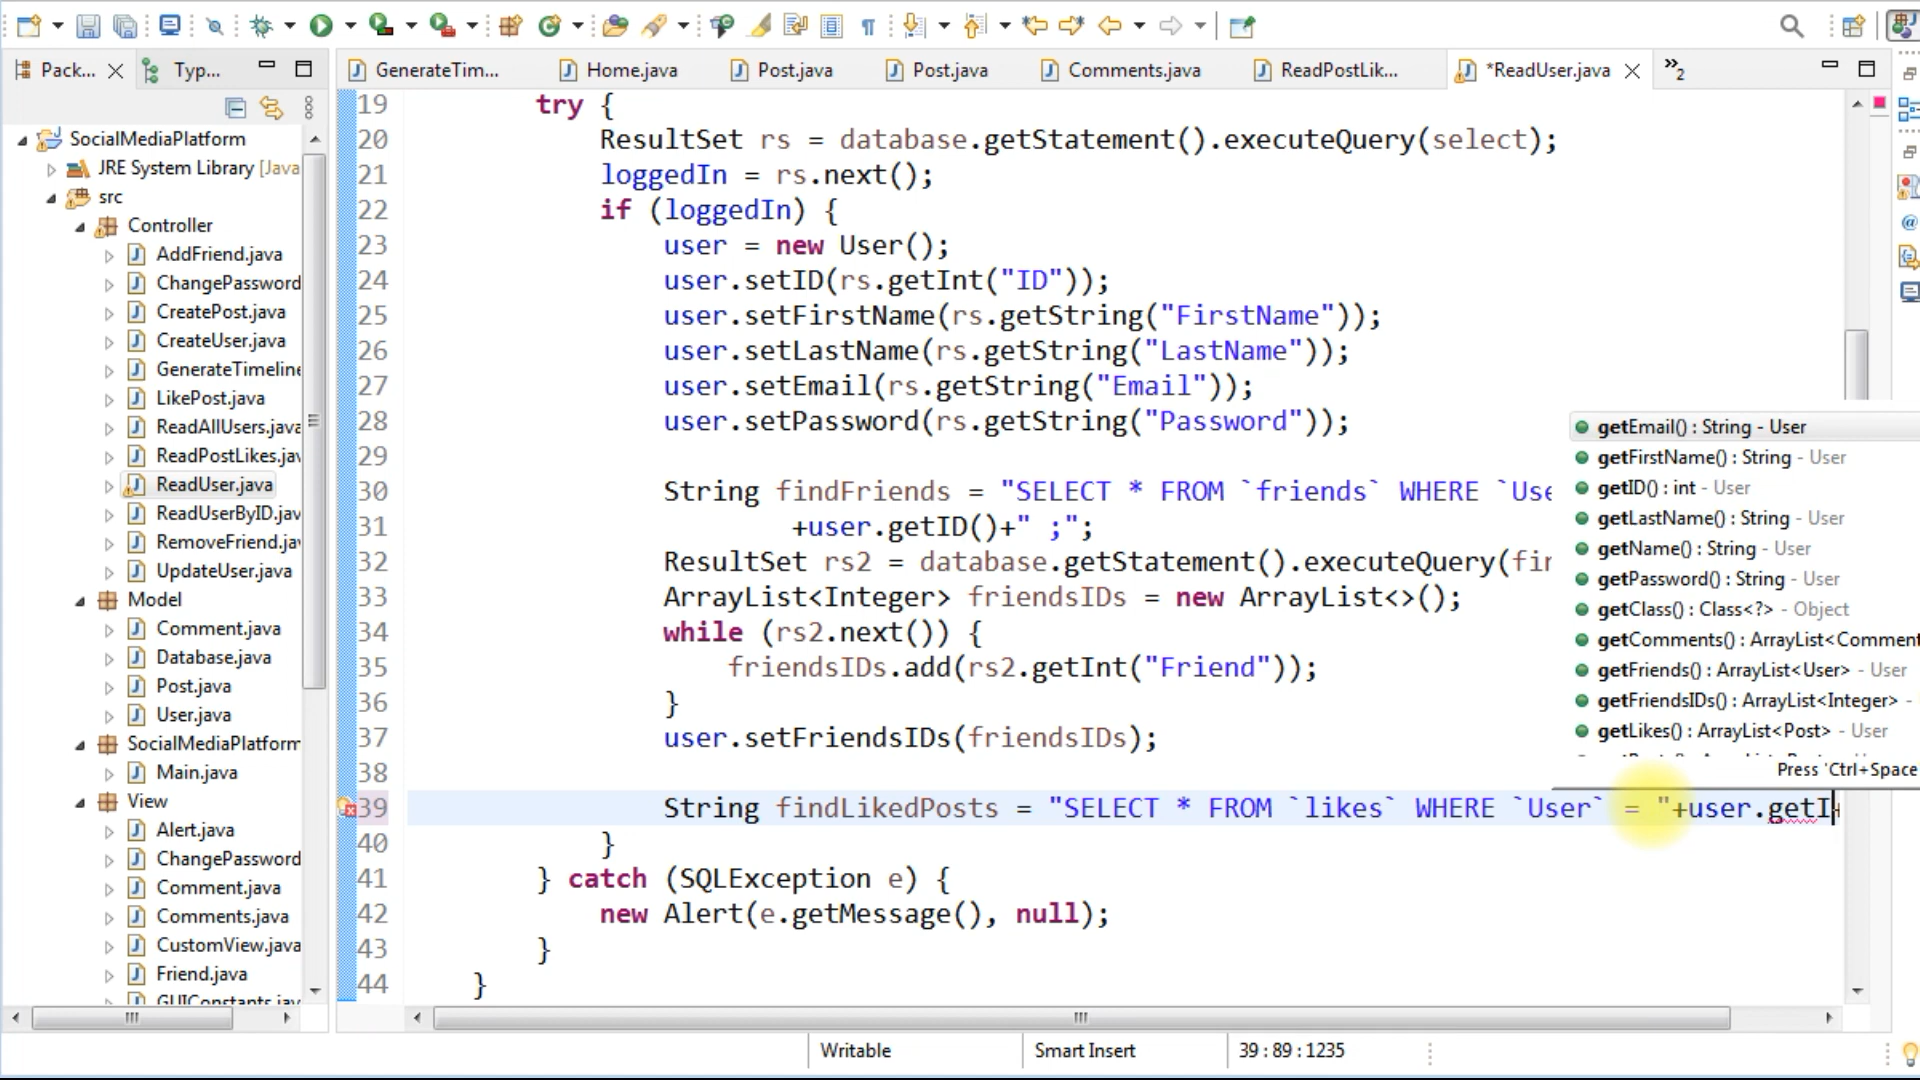 Pack...
Typ...
GenerateTim...
Home.java
Post.java
Post.java
Comments.java
ReadPostLik...
*ReadUser.java
»2
SocialMediaPlatform
JRE System Library [Java
src
Controller
AddFriend.java
ChangePassword
CreatePost.java
CreateUser.java
GenerateTimeline
LikePost.java
ReadAllUsers.java
ReadPostLikes.jav
ReadUser.java
ReadUserByID.jav
RemoveFriend.jav
UpdateUser.java
Model
Comment.java
Database.java
Post.java
User.java
SocialMediaPlatform
Main.java
View
Alert.java
ChangePassword
Comment.java
Comments.java
CustomView.java
Friend.java
GUIConstants.jav
19 try {
20 ResultSet rs = database.getStatement().executeQuery(select);
21 loggedIn = rs.next();
22 if (loggedIn) {
23 user = new User();
24 user.setID(rs.getInt("ID"));
25 user.setFirstName(rs.getString("FirstName"));
26 user.setLastName(rs.getString("LastName"));
27 user.setEmail(rs.getString("Email"));
28 user.setPassword(rs.getString("Password"));
29
30 String findFriends = "SELECT * FROM `friends` WHERE `Use
31 +user.getID()+" ;";
32 ResultSet rs2 = database.getStatement().executeQuery(fin
33 ArrayList<Integer> friendsIDs = new ArrayList<>();
34 while (rs2.next()) {
35 friendsIDs.add(rs2.getInt("Friend"));
36 }
37 user.setFriendsIDs(friendsIDs);
38
39 String findLikedPosts = "SELECT * FROM `likes` WHERE `User` = "+user.getI
40 }
41 } catch (SQLException e) {
42 new Alert(e.getMessage(), null);
43 }
44 }
getEmail() : String - User
getFirstName() : String - User
getID() : int - User
getLastName() : String - User
getName() : String - User
getPassword() : String - User
getClass() : Class<?> - Object
getComments() : ArrayList<Comment
getFriends() : ArrayList<User> - User
getFriendsIDs() : ArrayList<Integer> -
getLikes() : ArrayList<Post> - User
Press 'Ctrl+Space
Writable
Smart Insert
39 : 89 : 1235